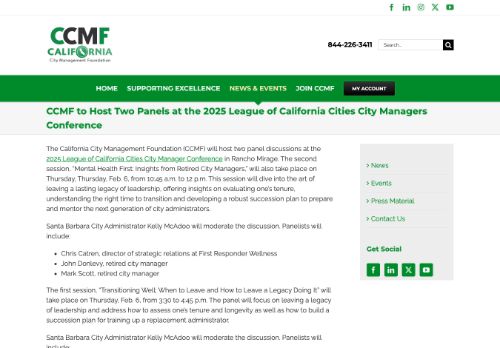 CCMF
CALIFORNIA
City Management Foundation
844-226-3411
Search...
HOME SUPPORTING EXCELLENCE NEWS & EVENTS JOIN CCMF MY ACCOUNT
CCMF to Host Two Panels at the 2025 League of California Cities City Managers
Conference
The California City Management Foundation (CCMF) will host two panel discussions at the
2025 League of California Cities City Manager Conference in Rancho Mirage. The second
session, "Mental Health First: Insights from Retired City Managers," will also take place on
Thursday, Thursday, Feb. 6, from 10:45 a.m. to 12 p.m. This session will dive into the art of
leaving a lasting legacy of leadership, offering insights on evaluating one's tenure,
understanding the right time to transition and developing a robust succession plan to prepare
and mentor the next generation of city administrators.
Santa Barbara City Administrator Kelly McAdoo will moderate the discussion. Panelists will
include:
• Chris Catren, director of strategic relations at First Responder Wellness
• John Donlevy, retired city manager
• Mark Scott, retired city manager
The first session, "Transitioning Well: When to Leave and How to Leave a Legacy Doing It" will
take place on Thursday, Feb. 6, from 3:30 to 4:45 p.m. The panel will focus on leaving a legacy
of leadership and address how to assess one's tenure and longevity as well as how to build a
succession plan for training up a replacement administrator.
Santa Barbara City Administrator Kelly McAdoo will moderate the discussion. Panelists will
include:
> News
> Events
> Press Material
> Contact Us
Get Social